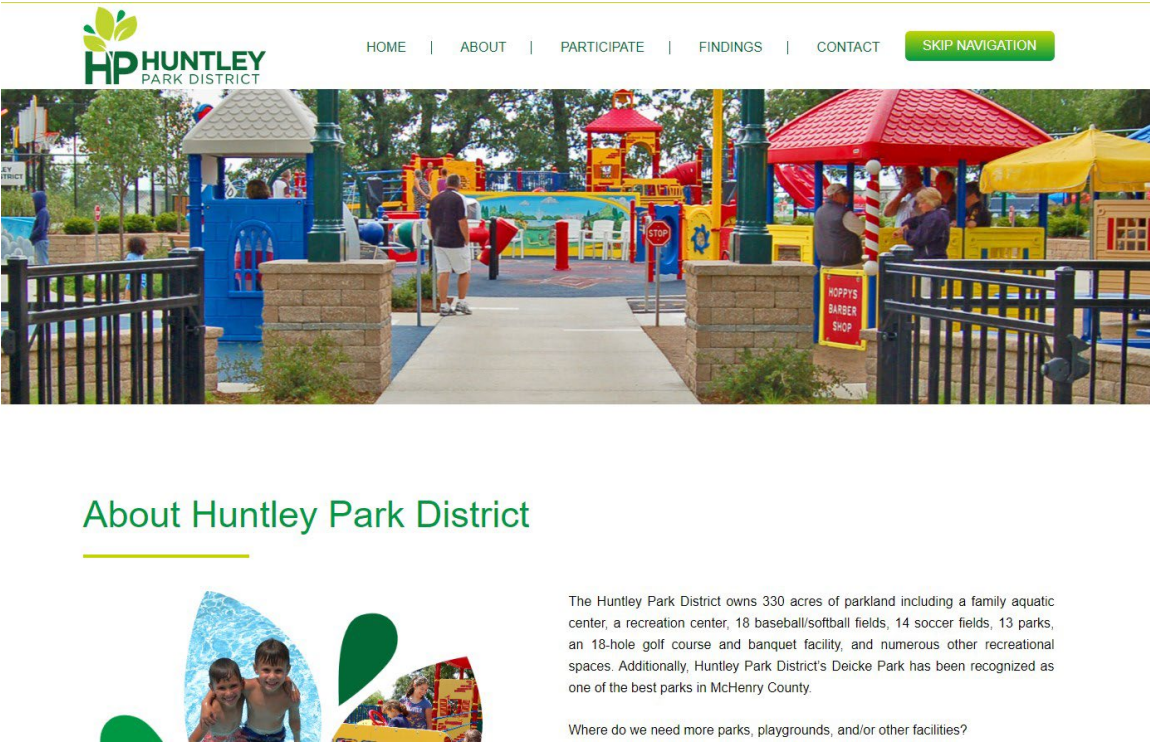 HP HUNTLEY
PARK DISTRICT
HOME | ABOUT | PARTICIPATE | FINDINGS | CONTACT
SKIP NAVIGATION
STOP
HOPPYS
BARBER
SHOP
About Huntley Park District
The Huntley Park District owns 330 acres of parkland including a family aquatic
center, a recreation center, 18 baseball/softball fields, 14 soccer fields, 13 parks,
an 18-hole golf course and banquet facility, and numerous other recreational
spaces. Additionally, Huntley Park District's Deicke Park has been recognized as
one of the best parks in McHenry County.
Where do we need more parks, playgrounds, and/or other facilities?